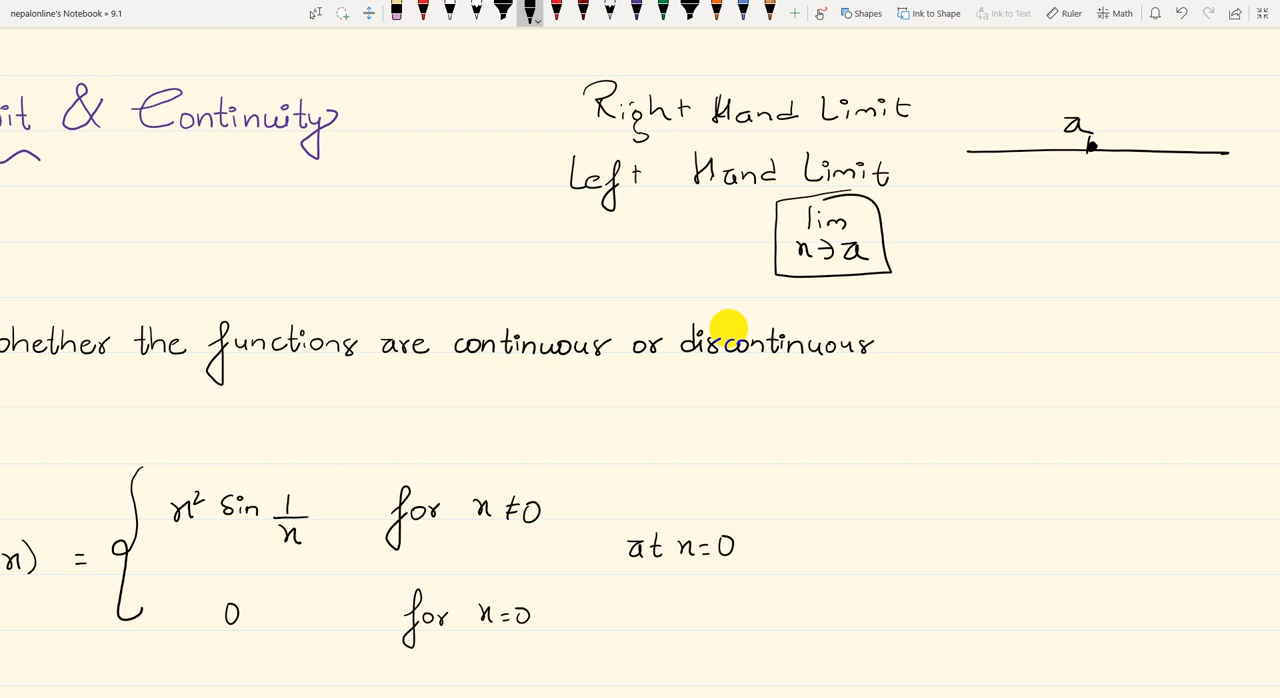 nepalonline's Notebook » 9.1
Shapes Ink to Shape Ink to Text Ruler Math
it & Continuity
Right Hand Limit
a
Left Hand Limit
lim
x→a
whether the functions are continuous or discontinuous
x² sin 1/x for x ≠ 0
x) = { at x=0
0 for x=0